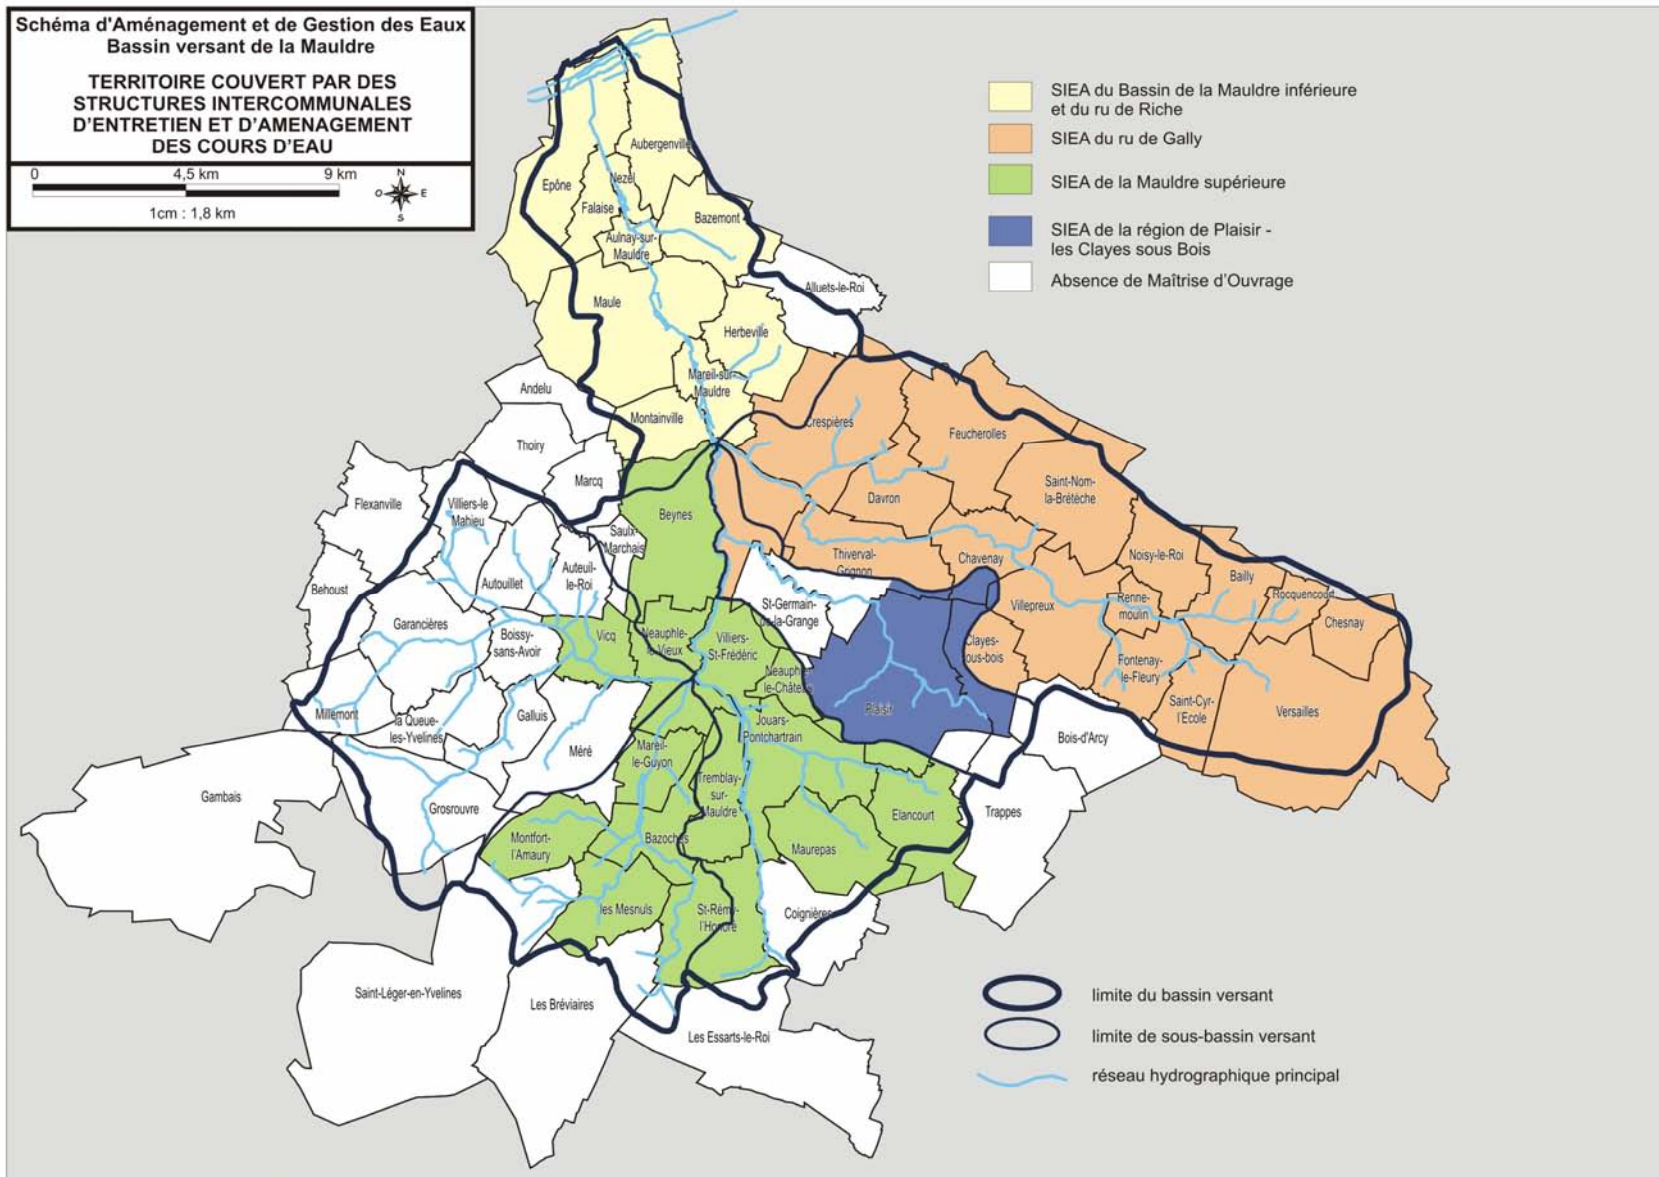 Schéma d'Aménagement et de Gestion des Eaux
Bassin versant de la Mauldre
TERRITOIRE COUVERT PAR DES
STRUCTURES INTERCOMMUNALES
D'ENTRETIEN ET D'AMENAGEMENT
DES COURS D'EAU
0 4,5 km 9 km
N
O E
S
1cm : 1,8 km
SIEA du Bassin de la Mauldre inférieure
et du ru de Riche
SIEA du ru de Gally
SIEA de la Mauldre supérieure
SIEA de la région de Plaisir -
les Clayes sous Bois
Absence de Maîtrise d'Ouvrage
Aubergenville
Epône
Nezel
Falaise
Bazemont
Aulnay-sur-
Mauldre
Alluets-le-Roi
Maule
Herbeville
Mareil-sur-
Mauldre
Andelu
Montainville
Crespières
Feucherolles
Thoiry
Marcq
Saint-Nom-
la-Brétèche
Davron
Flexanville
Villiers-le
Mahieu
Beynes
Saulx-
Marchais
Noisy-le-Roi
Thiverval-
Grignon
Chavenay
Auteuil-
le-Roi
Autouillet
Behoust
Bailly
Rocquencourt
Renne-
moulin
Villepreux
St-Germain-
de-la-Grange
Chesnay
Garancières
Boissy-
sans-Avoir
Vicq
Neauphle-
le-Vieux
Villiers-
St-Frédéric
Clayes-
sous-bois
Fontenay-
le-Fleury
Neauphle-
le-Château
Saint-Cyr-
l'Ecole
Versailles
Plaisir
Millemont
la Queue-
les-Yvelines
Galluis
Jouars-
Pontchartrain
Bois-d'Arcy
Méré
Mareil-
le-Guyon
Tremblay-
sur-
Mauldre
Gambais
Grosrouvre
Elancourt
Trappes
Montfort-
l'Amaury
Bazoches
Maurepas
les Mesnuls
St-Rémy-
l'Honoré
Coignières
Saint-Léger-en-Yvelines
Les Bréviaires
Les Essarts-le-Roi
limite du bassin versant
limite de sous-bassin versant
réseau hydrographique principal